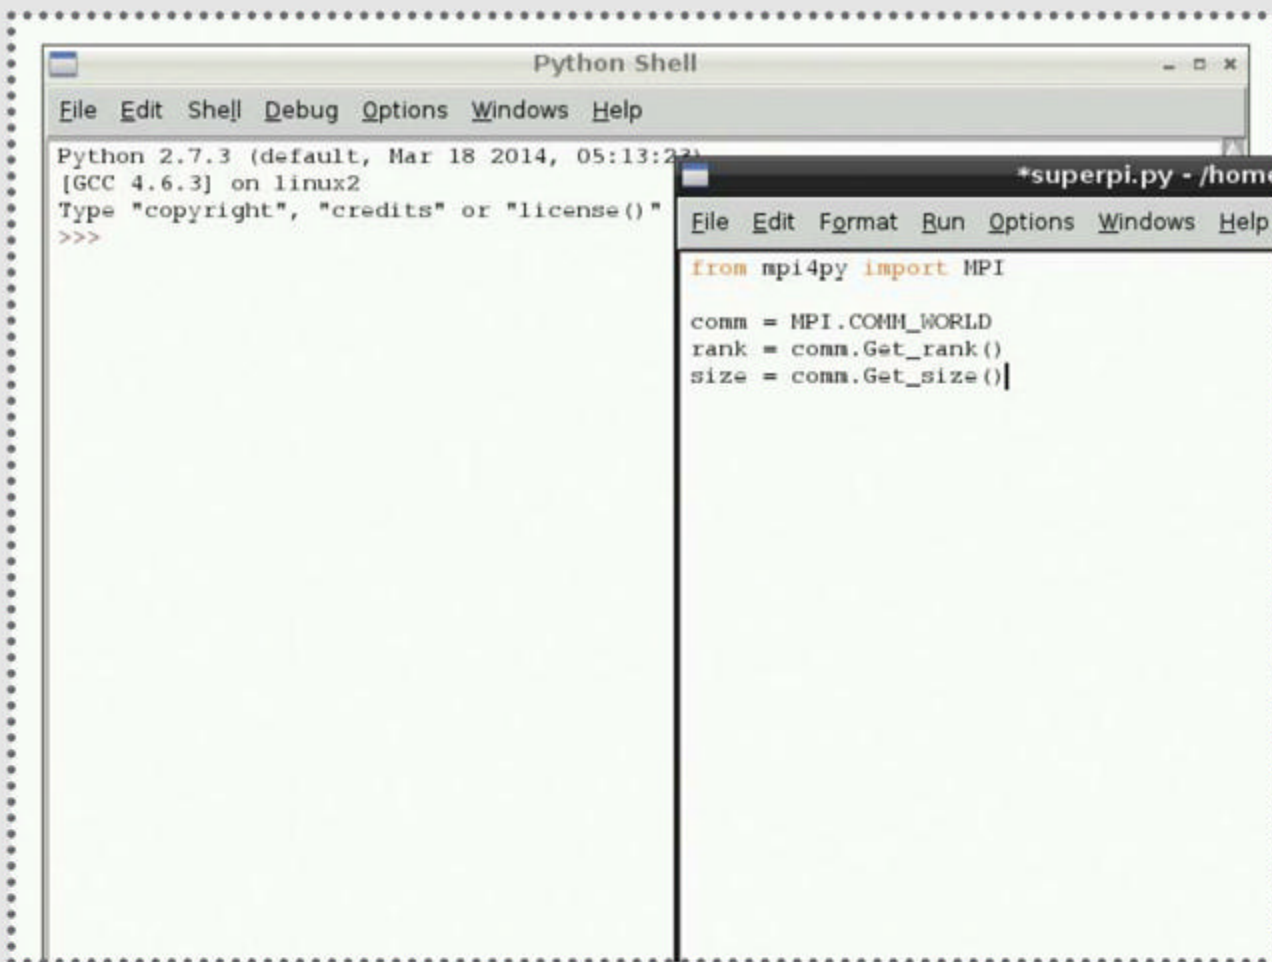 Python Shell
File Edit Shell Debug Options Windows Help
Python 2.7.3 (default, Mar 18 2014, 05:13:23)
[GCC 4.6.3] on linux2
Type "copyright", "credits" or "license()"
>>>
*superpi.py - /home
File Edit Format Run Options Windows Help
from mpi4py import MPI
comm = MPI.COMM_WORLD
rank = comm.Get_rank()
size = comm.Get_size()